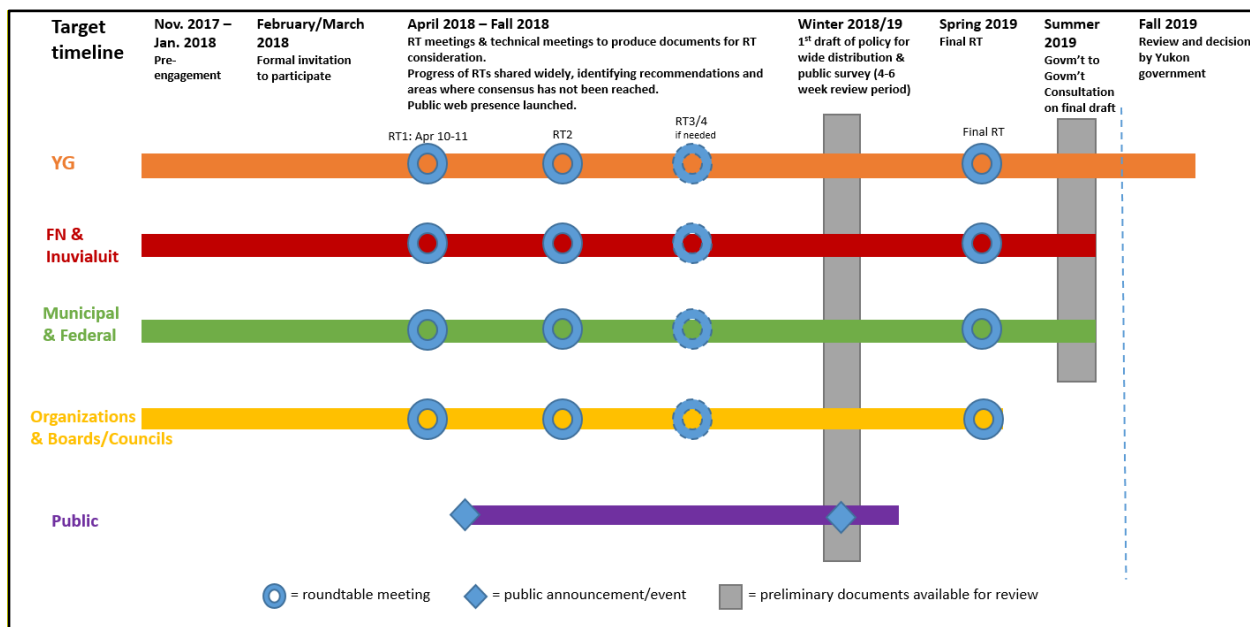 Target
timeline
Nov. 2017 –
Jan. 2018
Pre-
engagement
February/March
2018
Formal invitation
to participate
April 2018 – Fall 2018
RT meetings & technical meetings to produce documents for RT
consideration.
Progress of RTs shared widely, identifying recommendations and
areas where consensus has not been reached.
Public web presence launched.
Winter 2018/19
1st draft of policy for
wide distribution &
public survey (4-6
week review period)
Spring 2019
Final RT
Summer
2019
Govm't to
Govm't
Consultation
on final draft
Fall 2019
Review and decision
by Yukon
government
RT1: Apr 10-11
RT2
RT3/4
if needed
Final RT
YG
FN &
Inuvialuit
Municipal
& Federal
Organizations
& Boards/Councils
Public
= roundtable meeting
= public announcement/event
= preliminary documents available for review